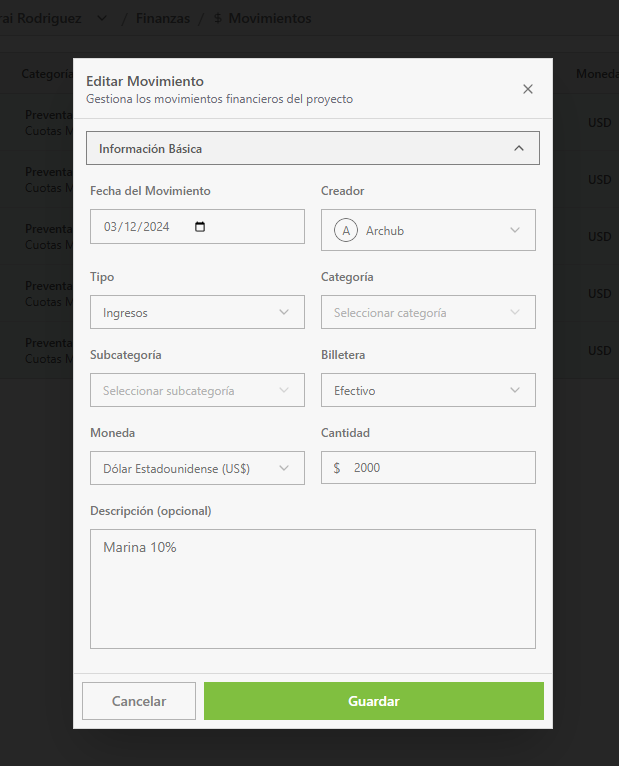 rai Rodríguez / Finanzas / $ Movimientos
Categoría Moneda
Editar Movimiento
Gestiona los movimientos financieros del proyecto
Información Básica
Fecha del Movimiento Creador
03/12/2024 A Archub
Tipo Categoría
Ingresos Seleccionar categoría
Subcategoría Billetera
Seleccionar subcategoría Efectivo
Moneda Cantidad
Dólar Estadounidense (US$) $ 2000
Descripción (opcional)
Marina 10%
Cancelar Guardar
Preventa USD
Cuotas M
Preventa USD
Cuotas M
Preventa USD
Cuotas M
Preventa USD
Cuotas M
Preventa USD
Cuotas M